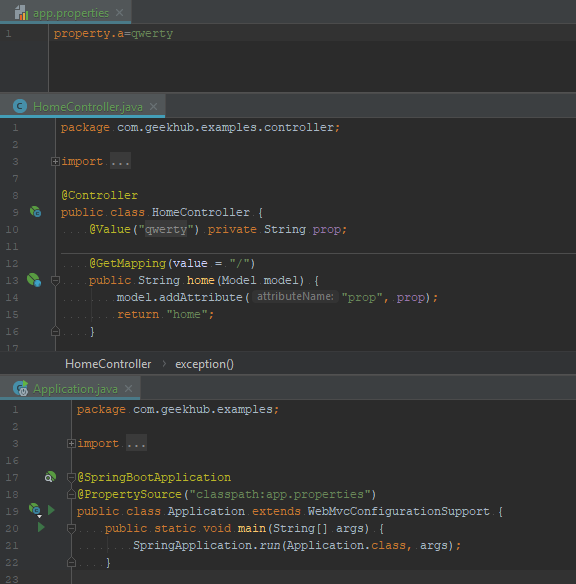 app.properties
1 property.a=qwerty
HomeController.java
1 package com.geekhub.examples.controller;
2
3 import ...
7
8 @Controller
9 public class HomeController {
10 @Value("qwerty") private String prop;
11
12 @GetMapping(value = "/")
13 public String home(Model model) {
14 model.addAttribute( attributeName: "prop", prop);
15 return "home";
16 }
17
HomeController > exception()
Application.java
1 package com.geekhub.examples;
2
3 import ...
16
17 @SpringBootApplication
18 @PropertySource("classpath:app.properties")
19 public class Application extends WebMvcConfigurationSupport {
20 public static void main(String[] args) {
21 SpringApplication.run(Application.class, args);
22 }
23